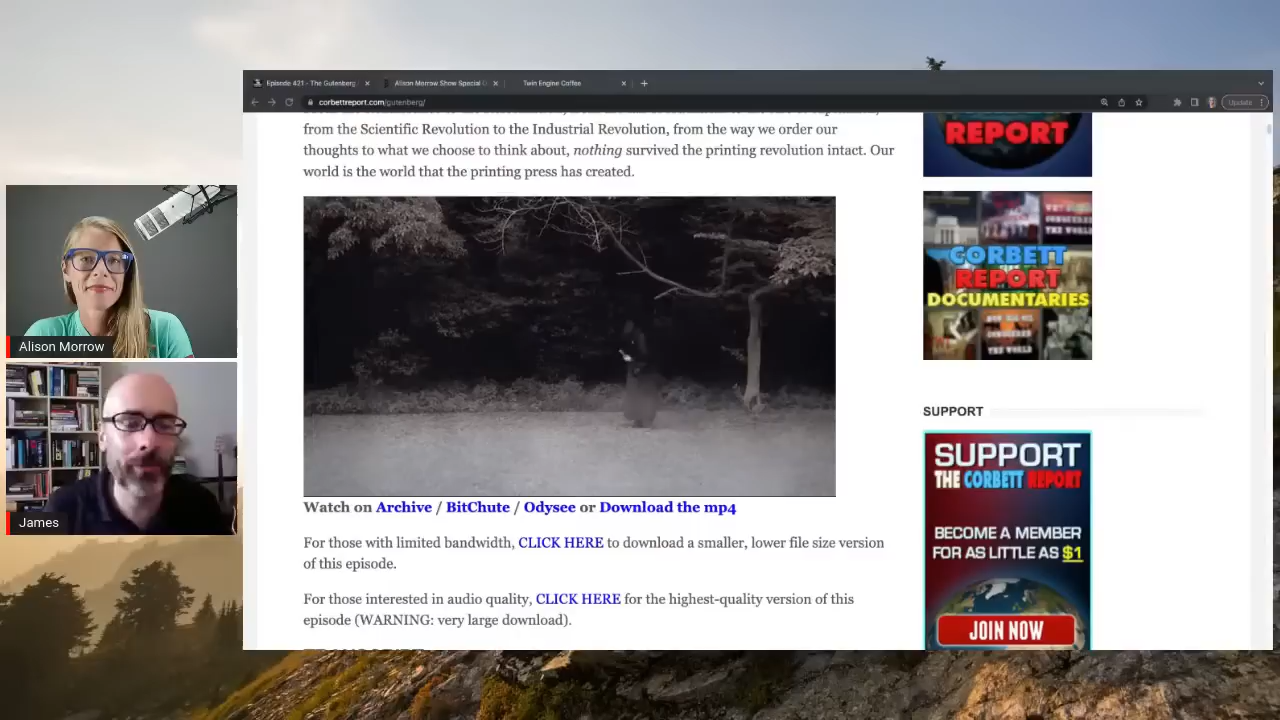 Episode 421 - The Gutenberg
Alison Morrow Show Special
Twin Engine Coffee
corbettreport.com/gutenberg/
Update
from the Scientific Revolution to the Industrial Revolution, from the way we order our
thoughts to what we choose to think about, nothing survived the printing revolution intact. Our
world is the world that the printing press has created.
REPORT
CORBETT
REPORT
DOCUMENTARIES
THE WORLD
Alison Morrow
James
SUPPORT
SUPPORT
THE CORBETT REPORT
BECOME A MEMBER
FOR AS LITTLE AS $1
JOIN NOW
Watch on Archive / BitChute / Odysee or Download the mp4
For those with limited bandwidth, CLICK HERE to download a smaller, lower file size version
of this episode.
For those interested in audio quality, CLICK HERE for the highest-quality version of this
episode (WARNING: very large download).